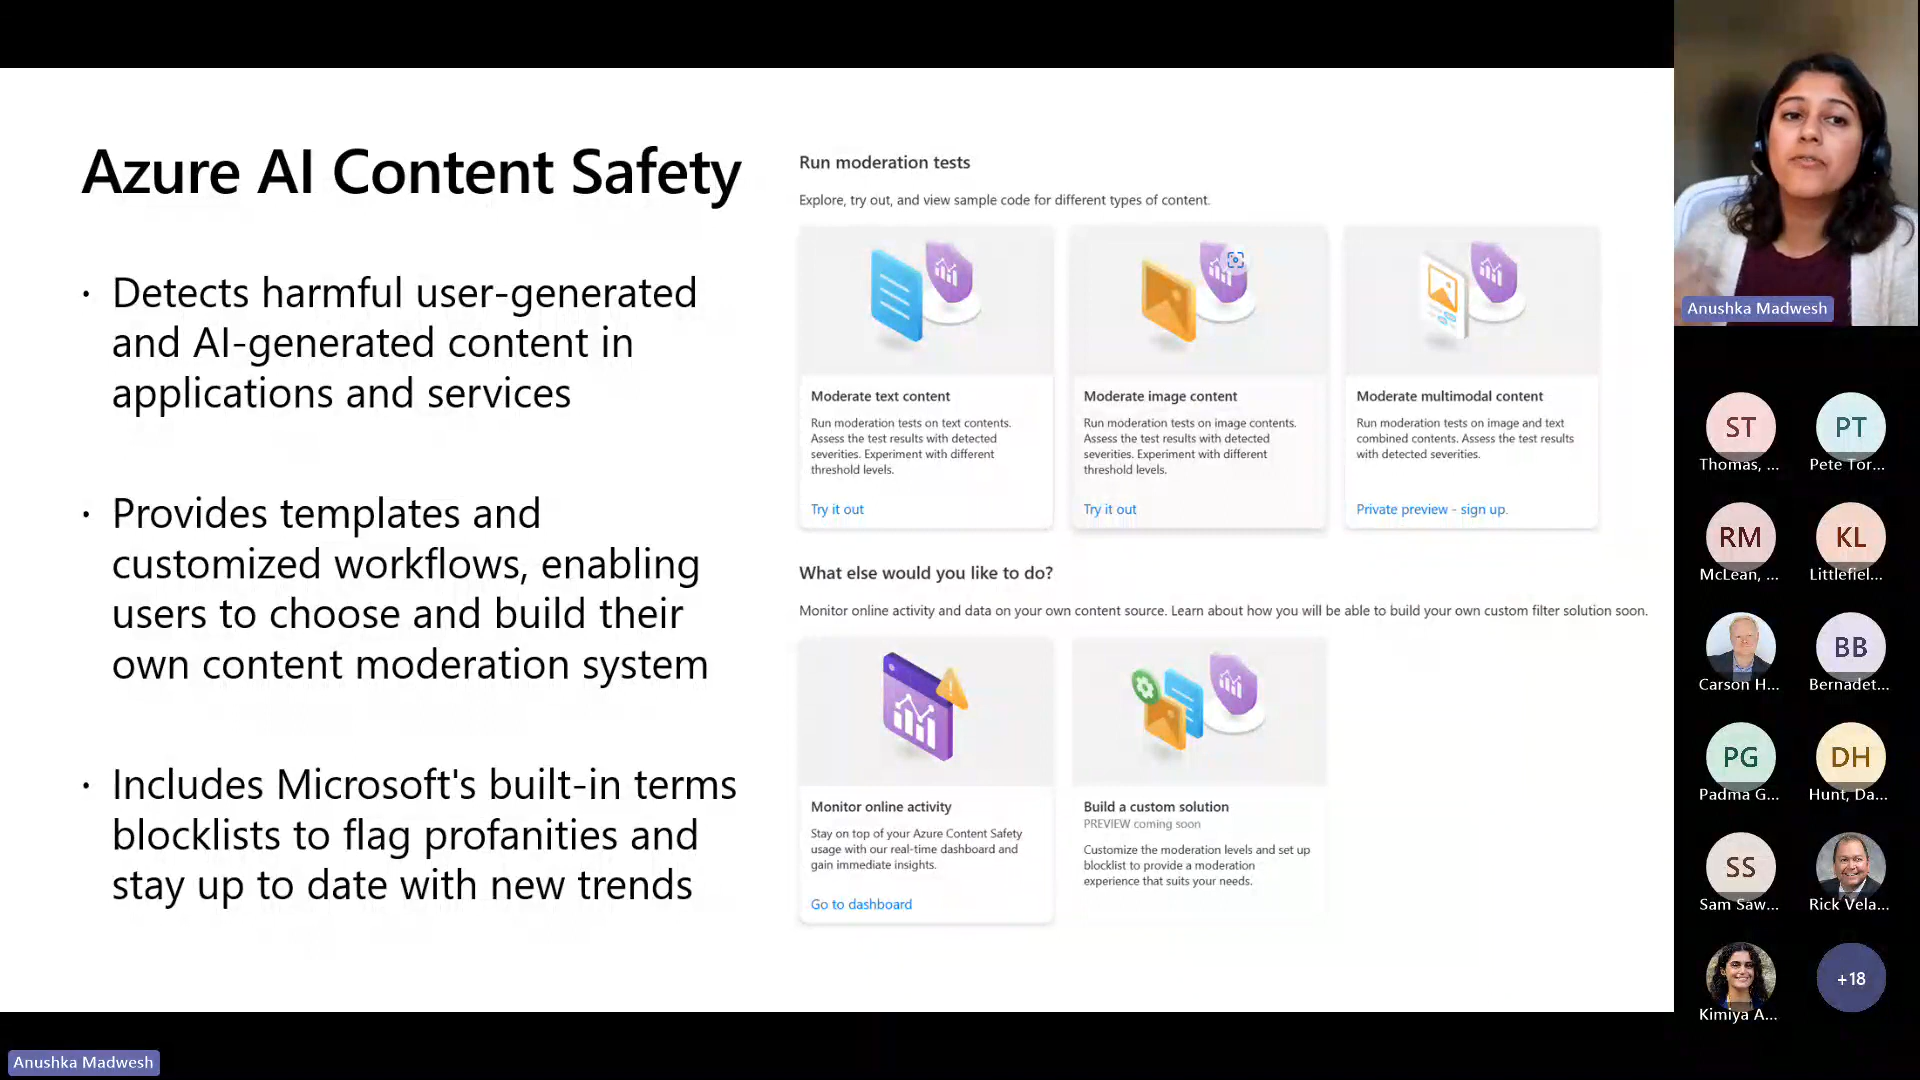 Azure AI Content Safety
· Detects harmful user-generated
and AI-generated content in
applications and services
· Provides templates and
customized workflows, enabling
users to choose and build their
own content moderation system
· Includes Microsoft's built-in terms
blocklists to flag profanities and
stay up to date with new trends
Run moderation tests
Explore, try out, and view sample code for different types of content.
Moderate text content
Run moderation tests on text contents.
Assess the test results with detected
severities. Experiment with different
threshold levels.
Try it out
Moderate image content
Run moderation tests on image contents.
Assess the test results with detected
severities. Experiment with different
threshold levels.
Try it out
Moderate multimodal content
Run moderation tests on image and text
combined contents. Assess the test results
with detected severities.
Private preview - sign up.
What else would you like to do?
Monitor online activity and data on your own content source. Learn about how you will be able to build your own custom filter solution soon.
Monitor online activity
Stay on top of your Azure Content Safety
usage with our real-time dashboard and
gain immediate insights.
Go to dashboard
Build a custom solution
PREVIEW coming soon
Customize the moderation levels and set up
blocklist to provide a moderation
experience that suits your needs.
Anushka Madwesh
ST
Thomas, ...
PT
Pete Tor...
RM
McLean, ...
KL
Littlefiel...
Carson H...
BB
Bernadet...
PG
Padma G...
DH
Hunt, Da...
SS
Sam Saw...
Rick Vela...
Kimiya A...
+18
Anushka Madwesh